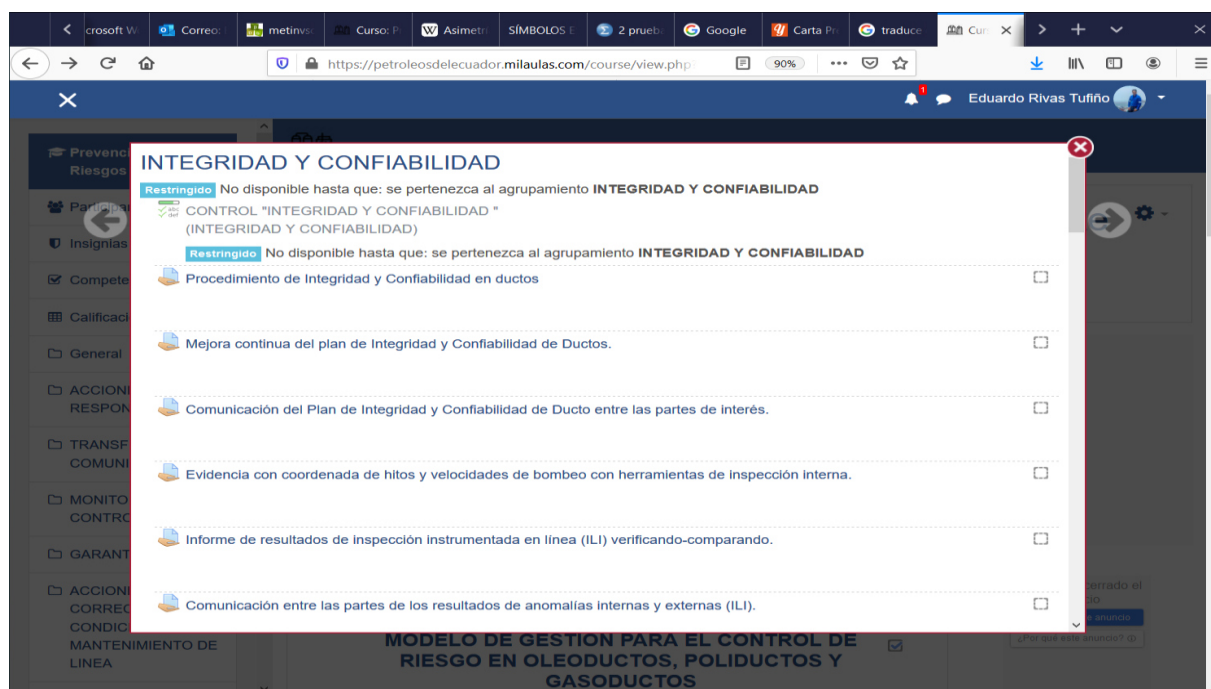 crosoft W
Correo:
metinvs
Curso: P
Asimetr
SÍMBOLOS E
2 prueb
Google
Carta Pr
traduce
Cur
https://petroleosdelecuador.milaulas.com/course/view.php
90%
1
Eduardo Rivas Tufiño
Prevenc
Riesgos
INTEGRIDAD Y CONFIABILIDAD
Restringido No disponible hasta que: se pertenezca al agrupamiento INTEGRIDAD Y CONFIABILIDAD
CONTROL "INTEGRIDAD Y CONFIABILIDAD "
(INTEGRIDAD Y CONFIABILIDAD)
Restringido No disponible hasta que: se pertenezca al agrupamiento INTEGRIDAD Y CONFIABILIDAD
Procedimiento de Integridad y Confiabilidad en ductos
Mejora continua del plan de Integridad y Confiabilidad de Ductos.
Comunicación del Plan de Integridad y Confiabilidad de Ducto entre las partes de interés.
Evidencia con coordenada de hitos y velocidades de bombeo con herramientas de inspección interna.
Informe de resultados de inspección instrumentada en línea (ILI) verificando-comparando.
Comunicación entre las partes de los resultados de anomalías internas y externas (ILI).
Insignias
Compete
Calificaci
General
ACCION
RESPON
TRANSF
COMUNI
MONITO
CONTRO
GARANT
ACCION
CORREC
CONDIC
MANTENIMIENTO DE
LINEA
MODELO DE GESTIÓN PARA EL CONTROL DE
RIESGO EN OLEODUCTOS, POLIDUCTOS Y
GASODUCTOS
cerrado el
anuncio
¿Por qué este anuncio?